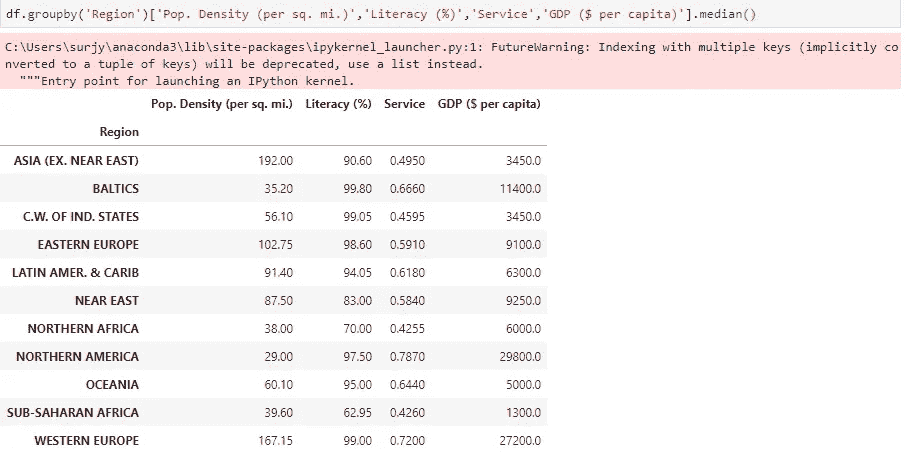 df.groupby('Region')['Pop. Density (per sq. mi.)','Literacy (%)','Service','GDP ($ per capita)'].median()
C:\Users\surjy\anaconda3\lib\site-packages\ipykernel_launcher.py:1: FutureWarning: Indexing with multiple keys (implicitly co
nverted to a tuple of keys) will be deprecated, use a list instead.
"""Entry point for launching an IPython kernel.
Pop. Density (per sq. mi.) Literacy (%) Service GDP ($ per capita)
Region
ASIA (EX. NEAR EAST) 192.00 90.60 0.4950 3450.0
BALTICS 35.20 99.80 0.6660 11400.0
C.W. OF IND. STATES 56.10 99.05 0.4595 3450.0
EASTERN EUROPE 102.75 98.60 0.5910 9100.0
LATIN AMER. & CARIB 91.40 94.05 0.6180 6300.0
NEAR EAST 87.50 83.00 0.5840 9250.0
NORTHERN AFRICA 38.00 70.00 0.4255 6000.0
NORTHERN AMERICA 29.00 97.50 0.7870 29800.0
OCEANIA 60.10 95.00 0.6440 5000.0
SUB-SAHARAN AFRICA 39.60 62.95 0.4260 1300.0
WESTERN EUROPE 167.15 99.00 0.7200 27200.0